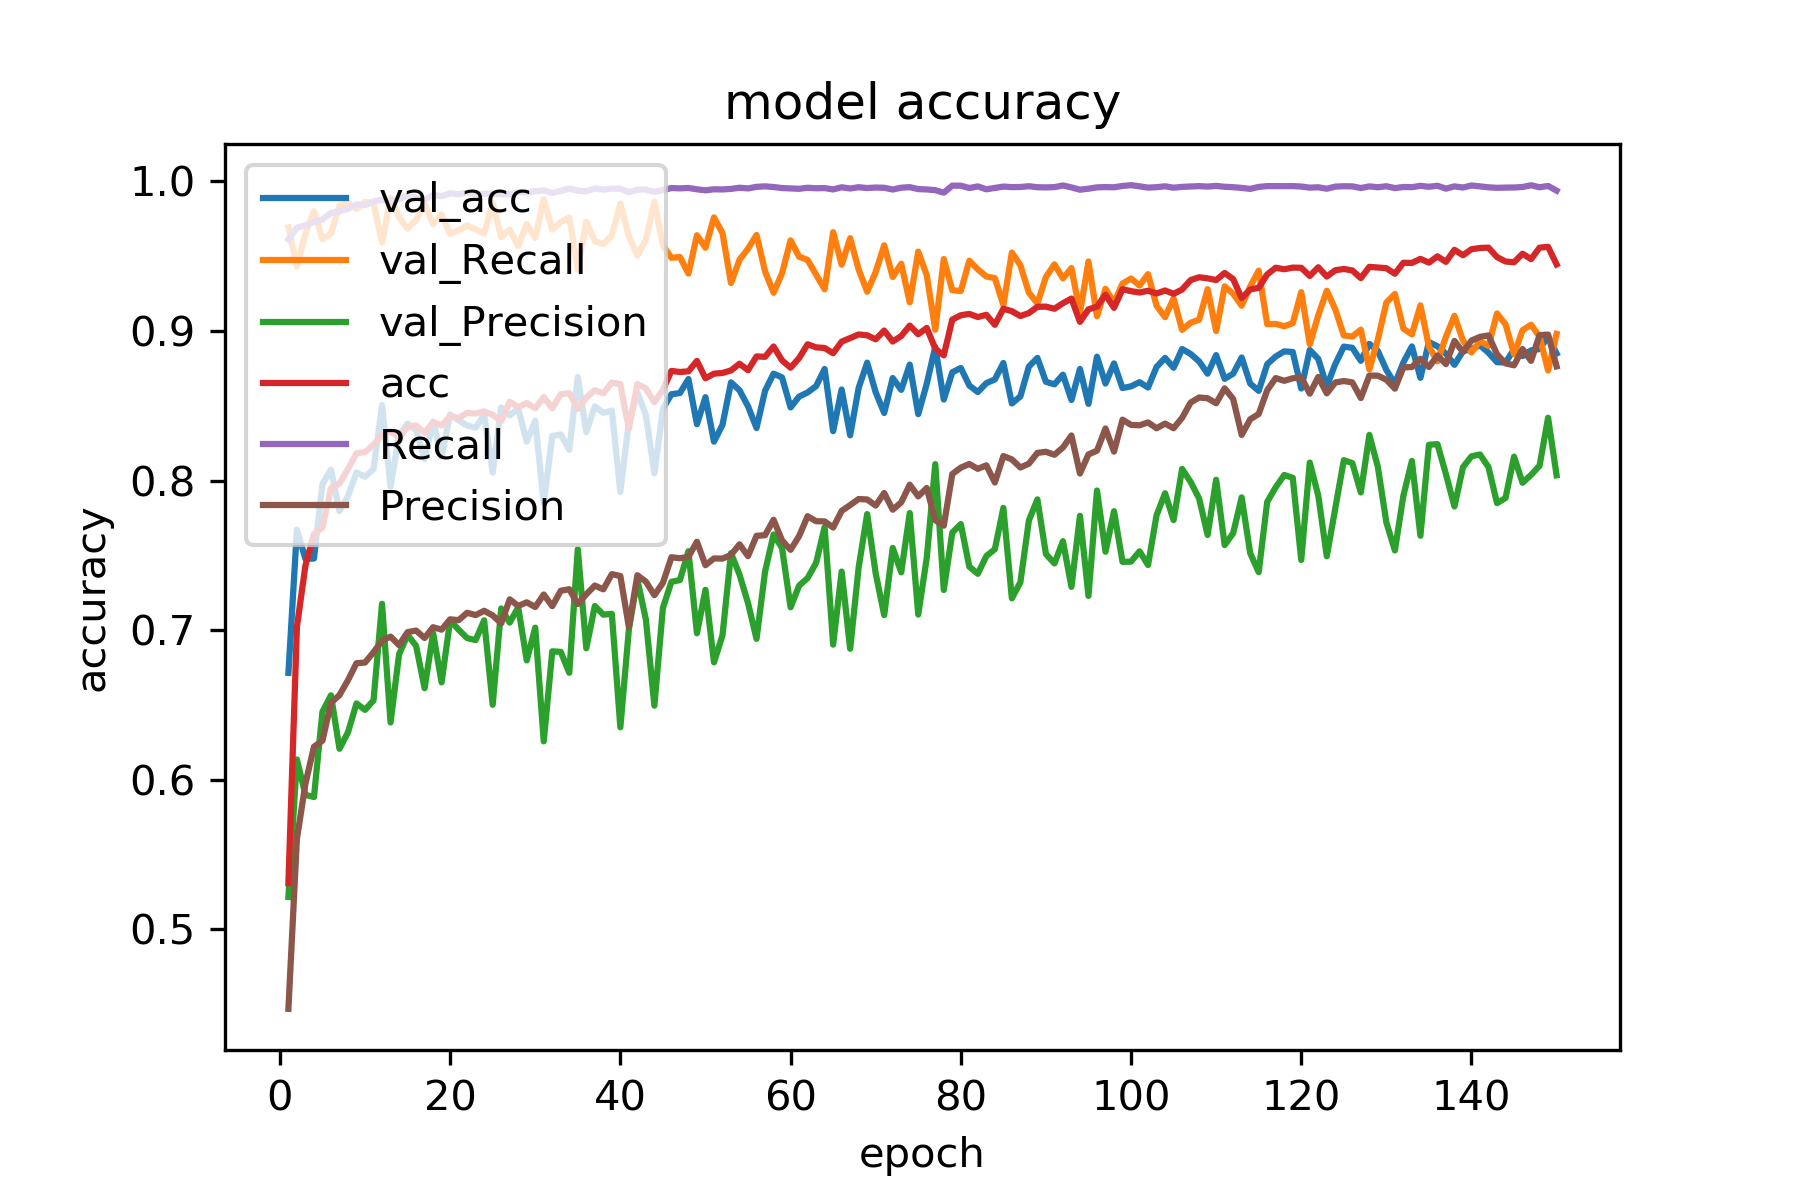 model accuracy
val_acc
val_Recall
val_Precision
acc
Recall
Precision
1.0
0.9
0.8
0.7
0.6
0.5
accuracy
0 20 40 60 80 100 120 140
epoch